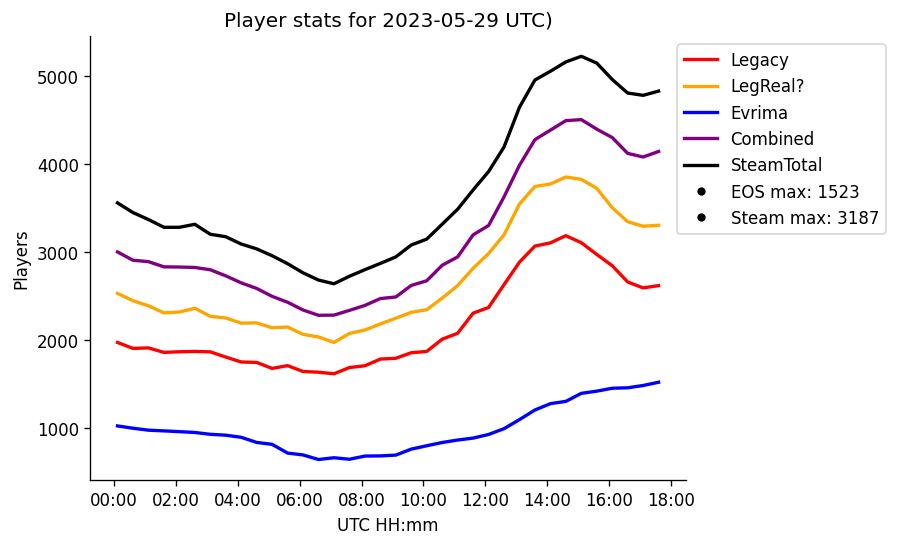 Player stats for 2023-05-29 UTC)
Players
5000
4000
3000
2000
1000
00:00 02:00 04:00 06:00 08:00 10:00 12:00 14:00 16:00 18:00
UTC HH:mm
Legacy
LegReal?
Evrima
Combined
SteamTotal
EOS max: 1523
Steam max: 3187